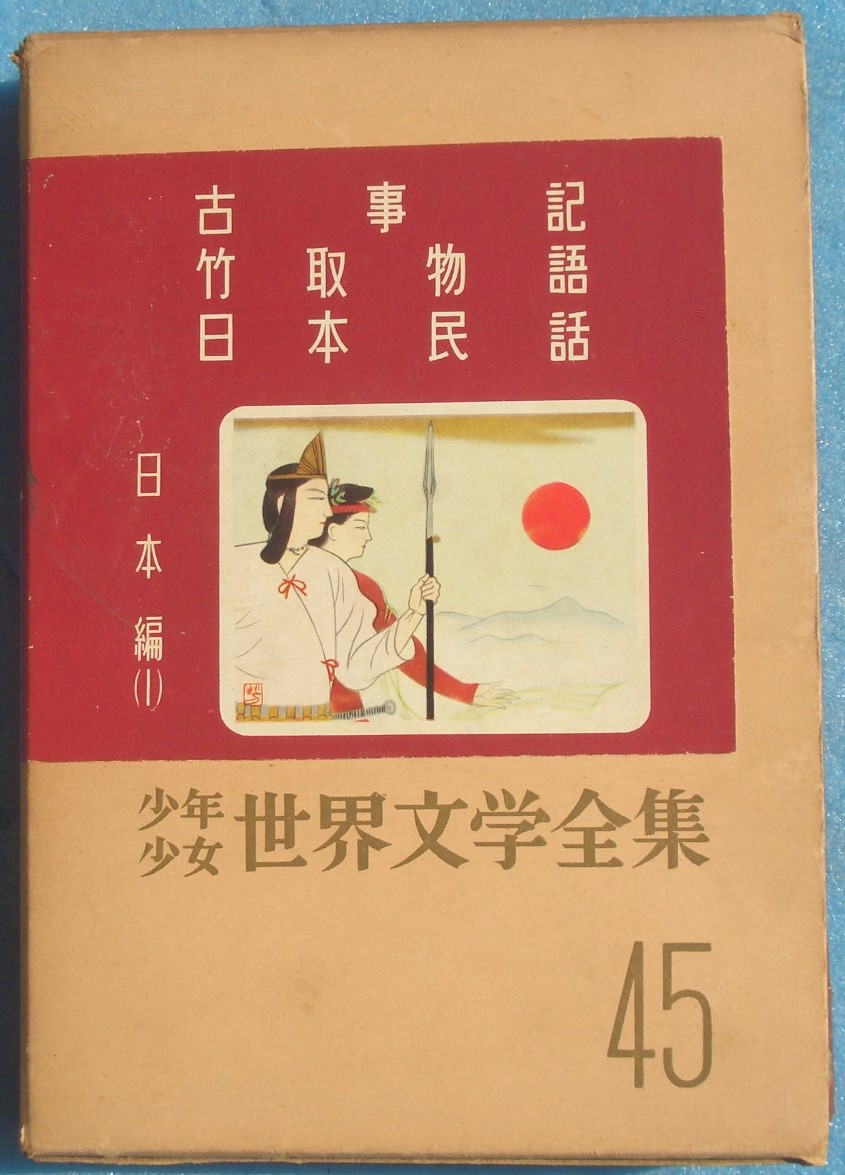 古事記
竹取物語
日本民話
日本編(1)
少年少女世界文学全集
45